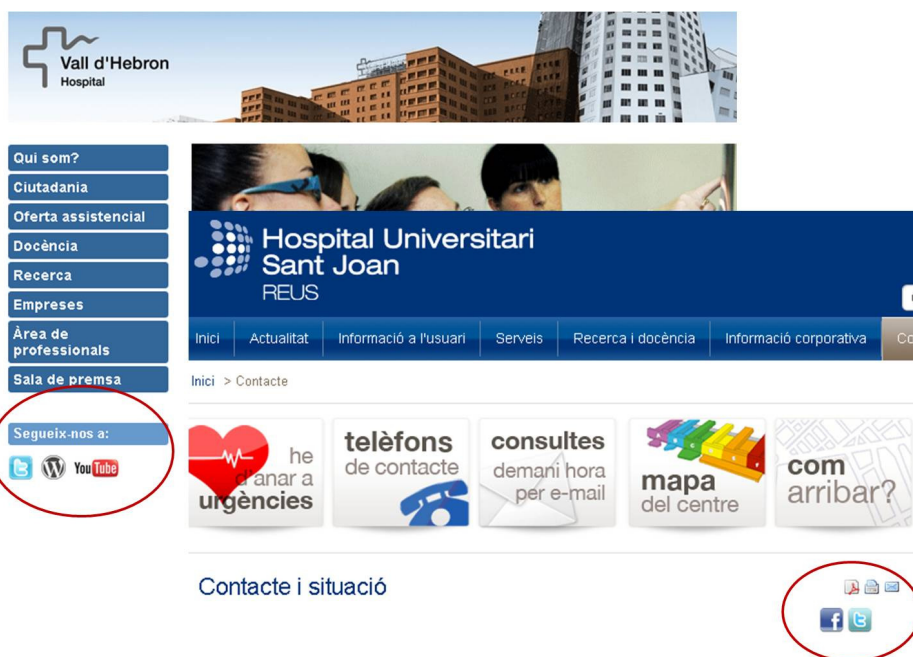 Vall d'Hebron
Hospital
Qui som?
Ciutadania
Oferta assistencial
Docència
Recerca
Empreses
Àrea de
professionals
Sala de premsa
Segueix-nos a:
You Tube
Hospital Universitari
Sant Joan
REUS
Inici
Actualitat
Informació a l'usuari
Serveis
Recerca i docència
Informació corporativa
Inici > Contacte
he
d'anar a
urgències
telèfons
de contacte
consultes
demani hora
per e-mail
mapa
del centre
com
arribar?
Contacte i situació